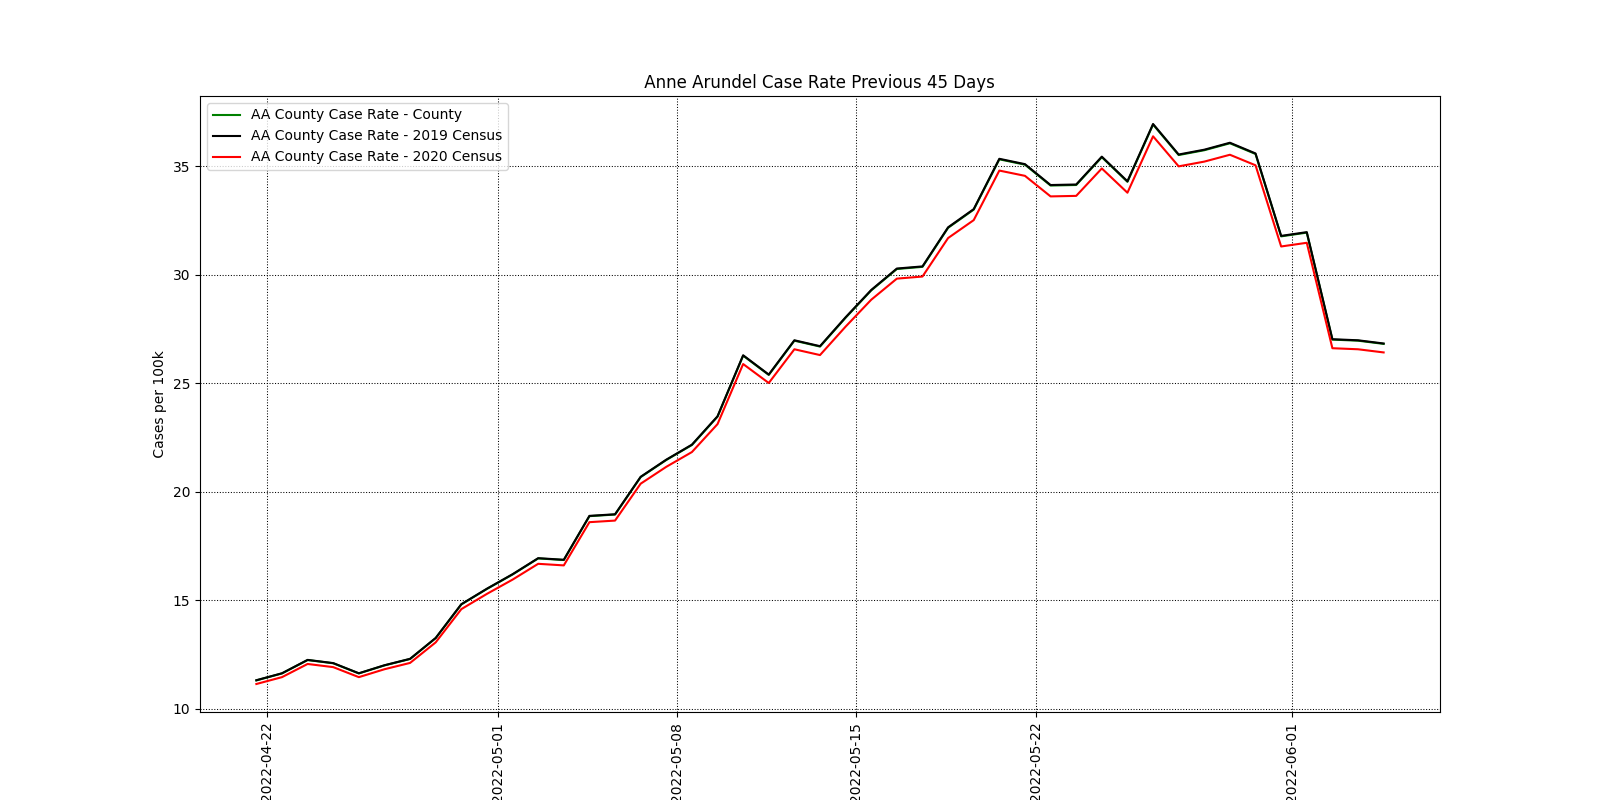 Anne Arundel Case Rate Previous 45 Days
AA County Case Rate - County
AA County Case Rate - 2019 Census
AA County Case Rate - 2020 Census
Cases per 100k
35
30
25
20
15
10
2022-04-22
2022-05-01
2022-05-08
2022-05-15
2022-05-22
2022-06-01